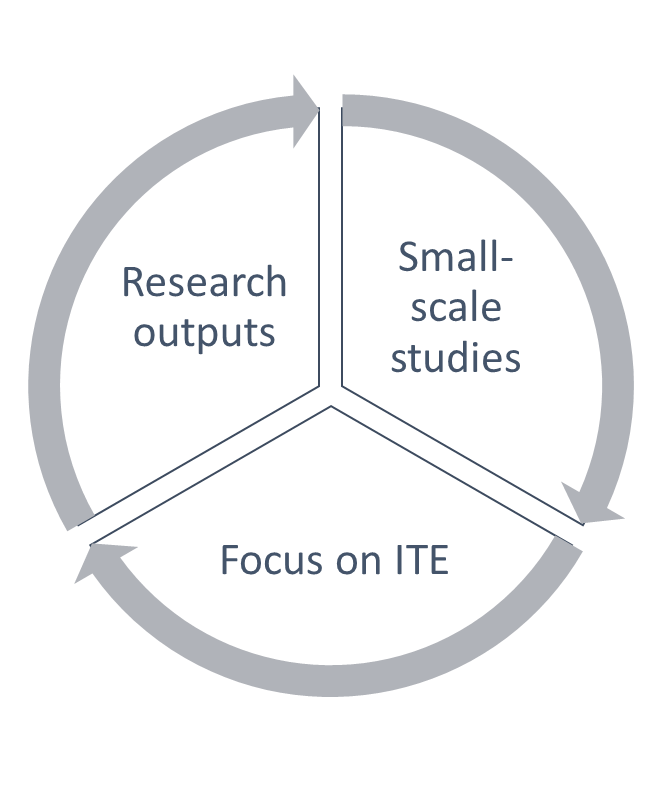 Research
outputs
Small-
scale
studies
Focus on ITE